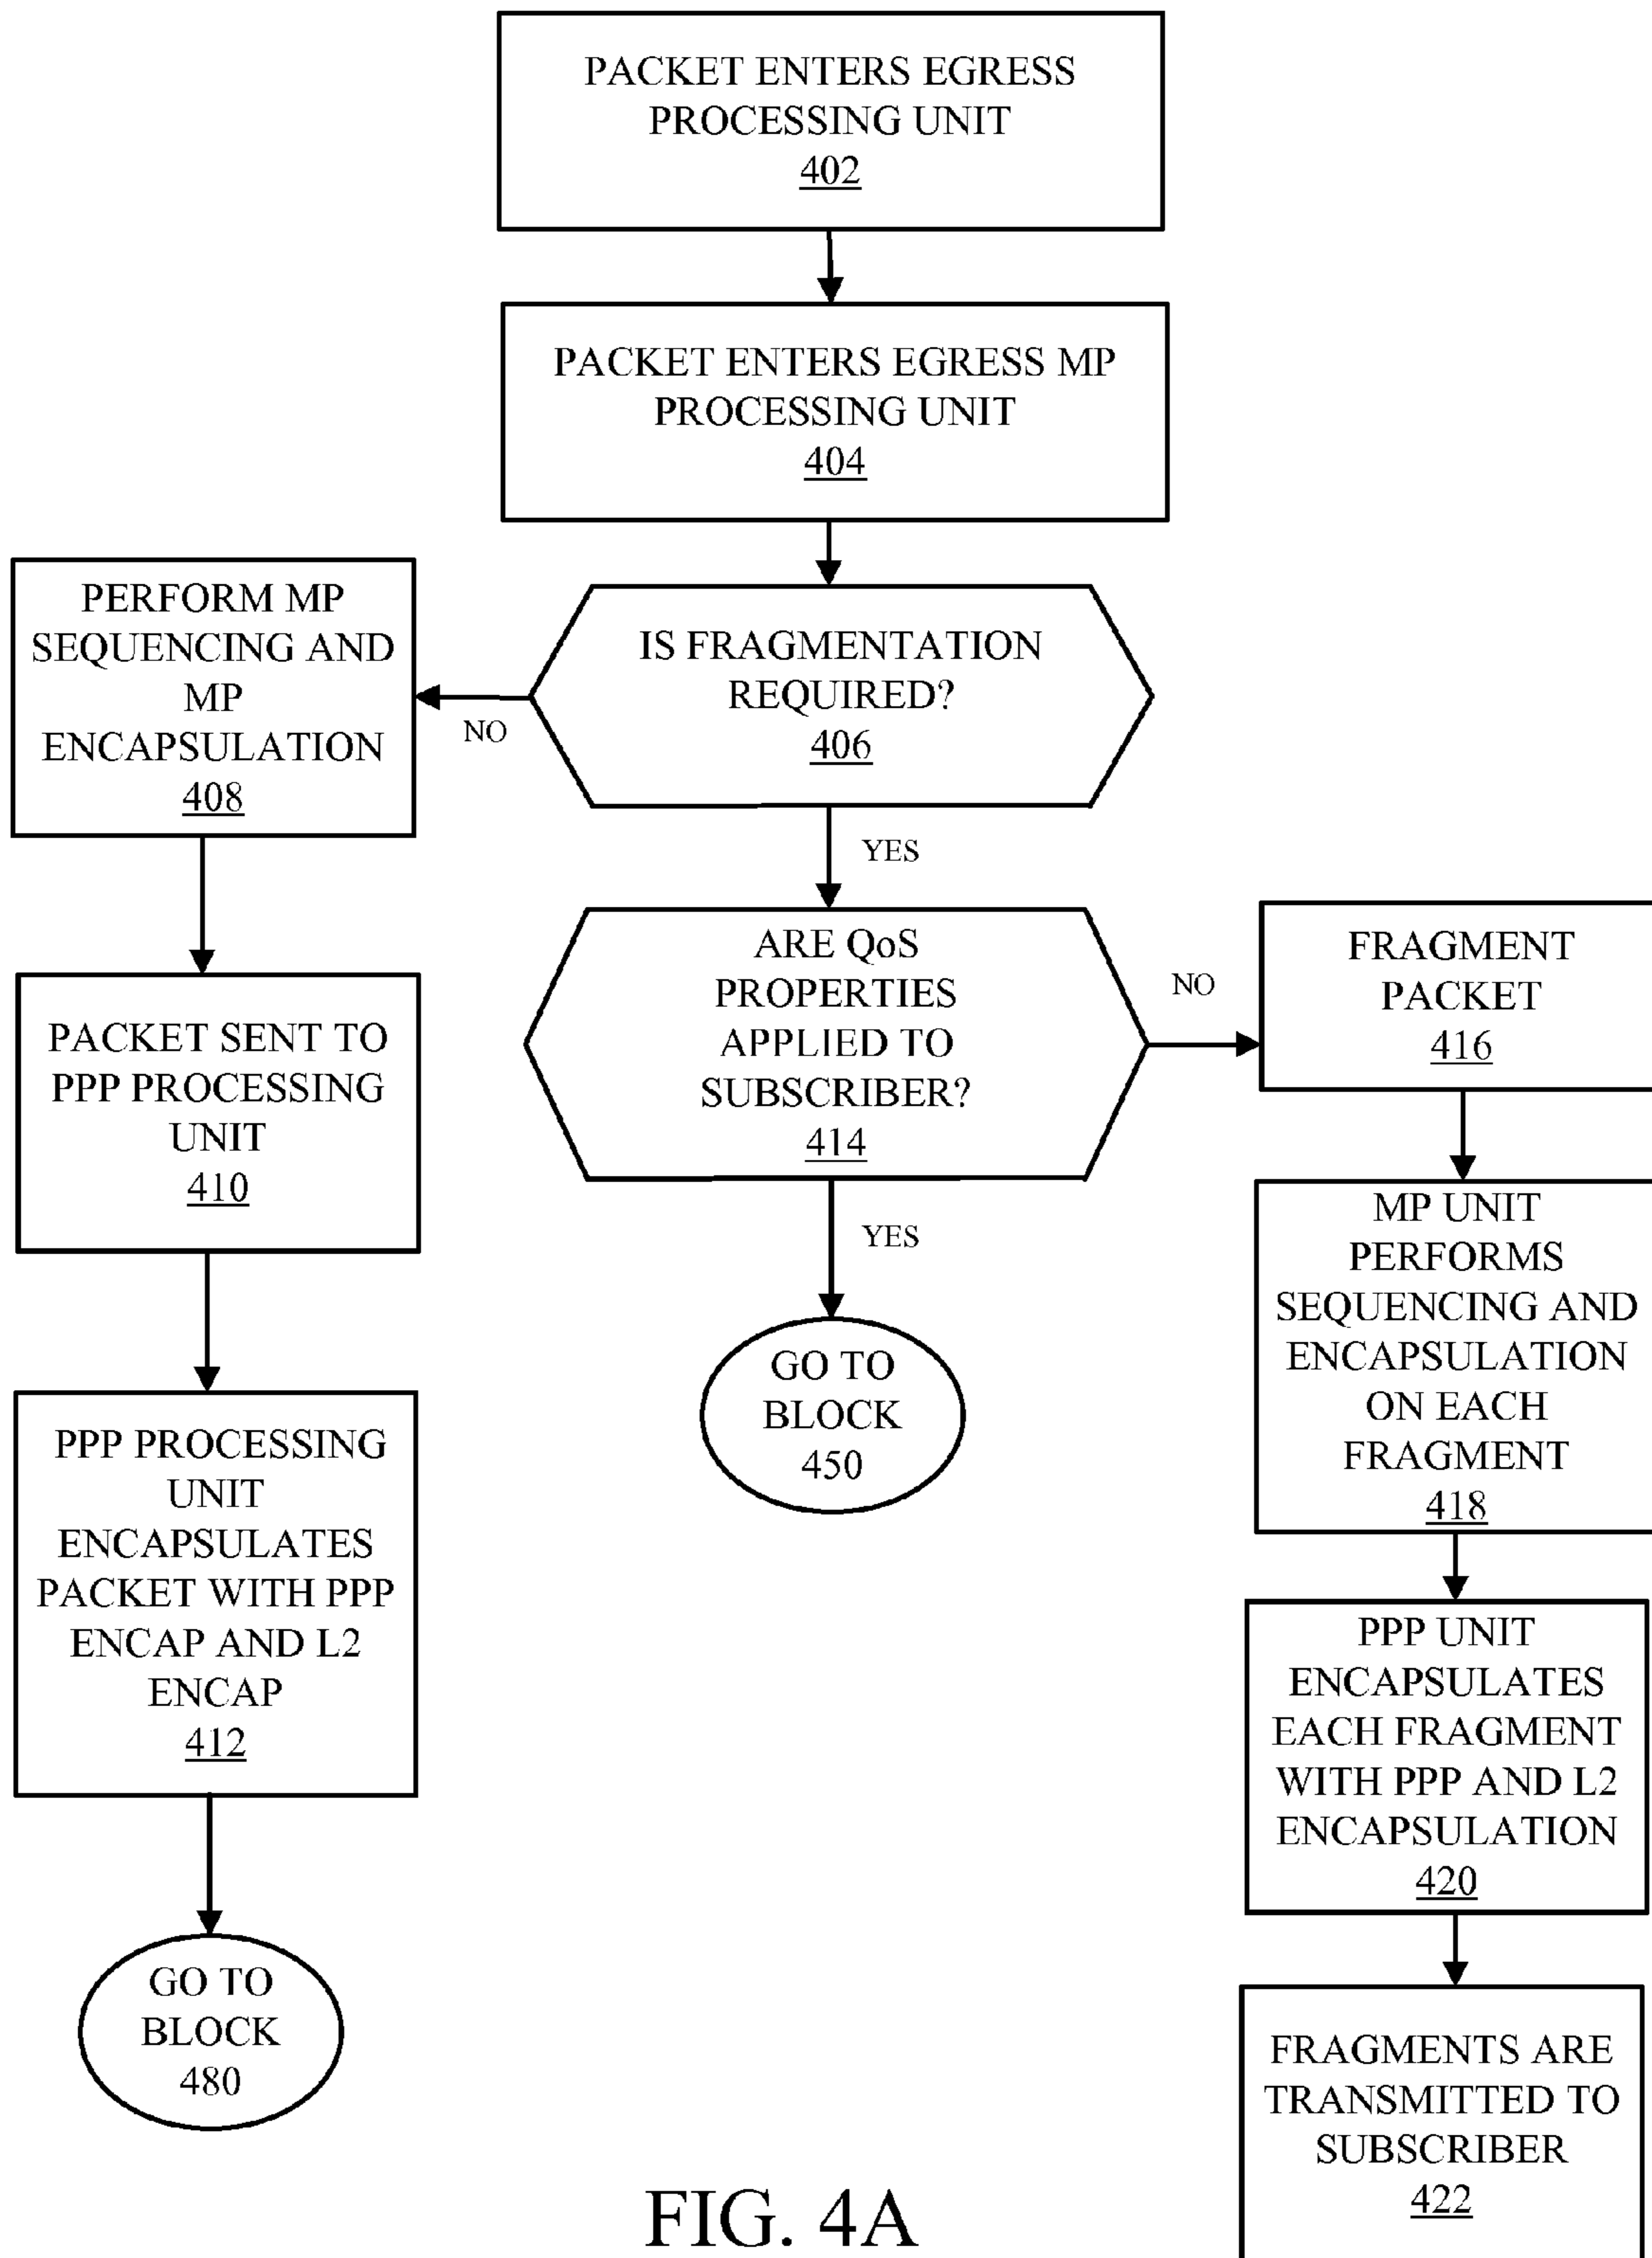 PACKET ENTERS EGRESS
PROCESSING UNIT
402
PACKET ENTERS EGRESS MP
PROCESSING UNIT
404
IS FRAGMENTATION
REQUIRED?
406
NO
YES
PERFORM MP
SEQUENCING AND
MP
ENCAPSULATION
408
PACKET SENT TO
PPP PROCESSING
UNIT
410
PPP PROCESSING
UNIT
ENCAPSULATES
PACKET WITH PPP
ENCAP AND L2
ENCAP
412
GO TO
BLOCK
480
ARE QoS
PROPERTIES
APPLIED TO
SUBSCRIBER?
414
NO
YES
GO TO
BLOCK
450
FRAGMENT
PACKET
416
MP UNIT
PERFORMS
SEQUENCING AND
ENCAPSULATION
ON EACH
FRAGMENT
418
PPP UNIT
ENCAPSULATES
EACH FRAGMENT
WITH PPP AND L2
ENCAPSULATION
420
FRAGMENTS ARE
TRANSMITTED TO
SUBSCRIBER
422
FIG. 4A